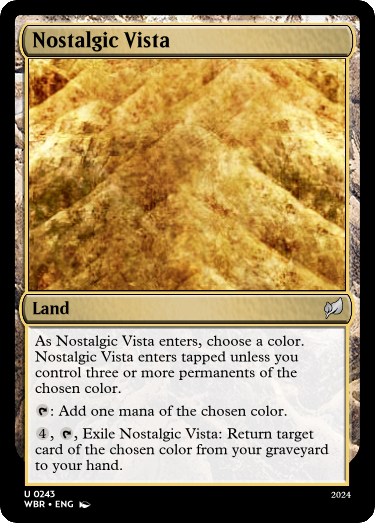 Nostalgic Vista
Land
As Nostalgic Vista enters, choose a color.
Nostalgic Vista enters tapped unless you
control three or more permanents of the
chosen color.
: Add one mana of the chosen color.
4, , Exile Nostalgic Vista: Return target
card of the chosen color from your graveyard
to your hand.
U 0243
WBR • ENG
2024